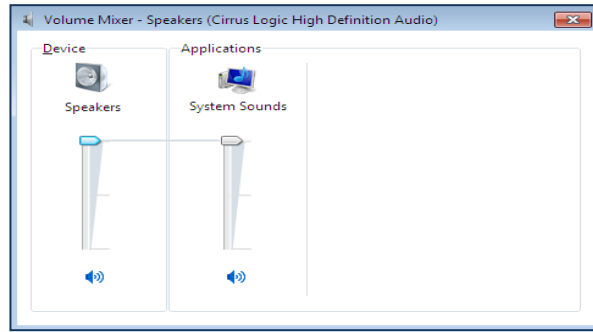 Volume Mixer - Speakers (Cirrus Logic High Definition Audio)
Device
Applications
Speakers
System Sounds